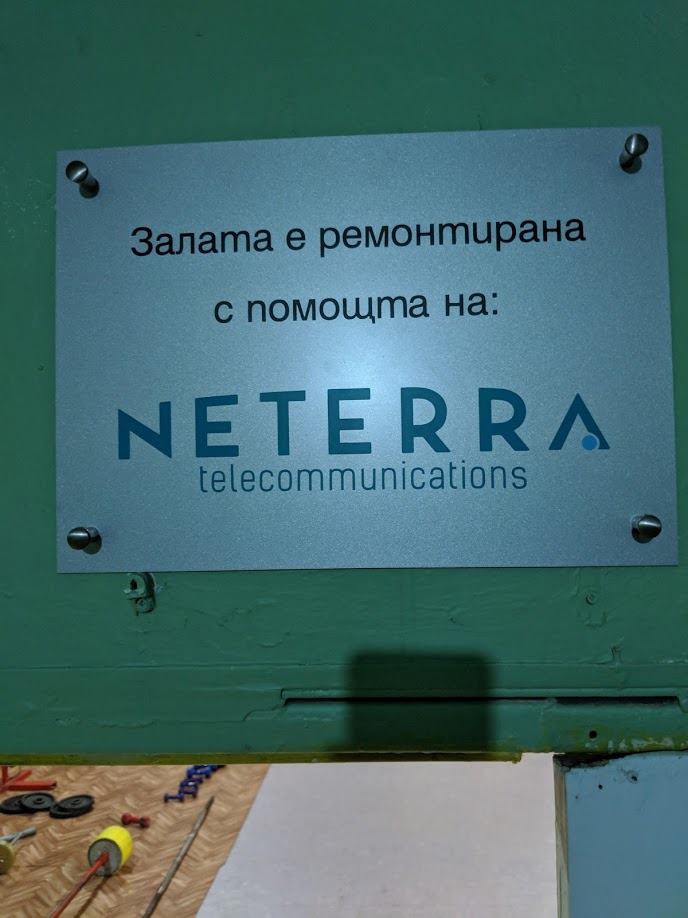 Залата е ремонтирана
с помощта на:
NETERRA
telecommunications